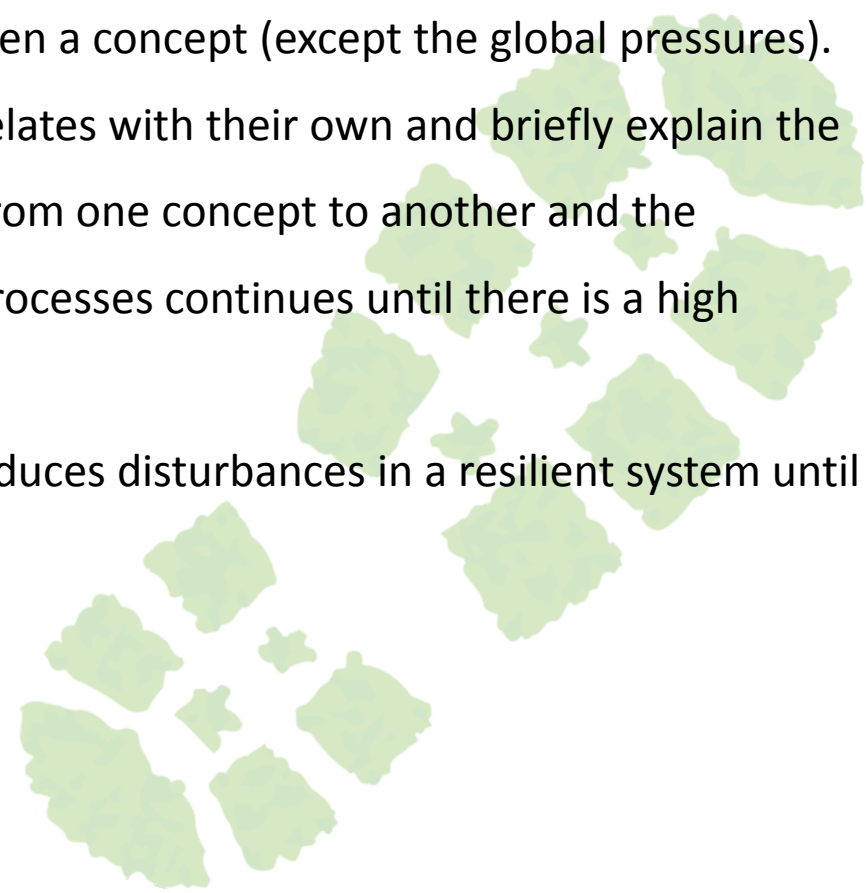 en a concept (except the global pressures).
elates with their own and briefly explain the
rom one concept to another and the
rocesses continues until there is a high
duces disturbances in a resilient system until